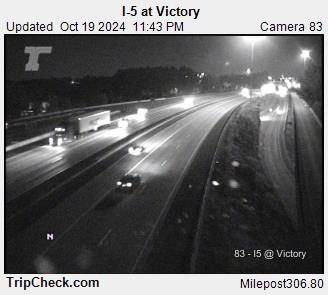 I-5 at Victory
Updated Oct 19 2024 11:43 PM Camera 83
T
N
83 - I5 @ Victory
TripCheck.com Milepost306.80